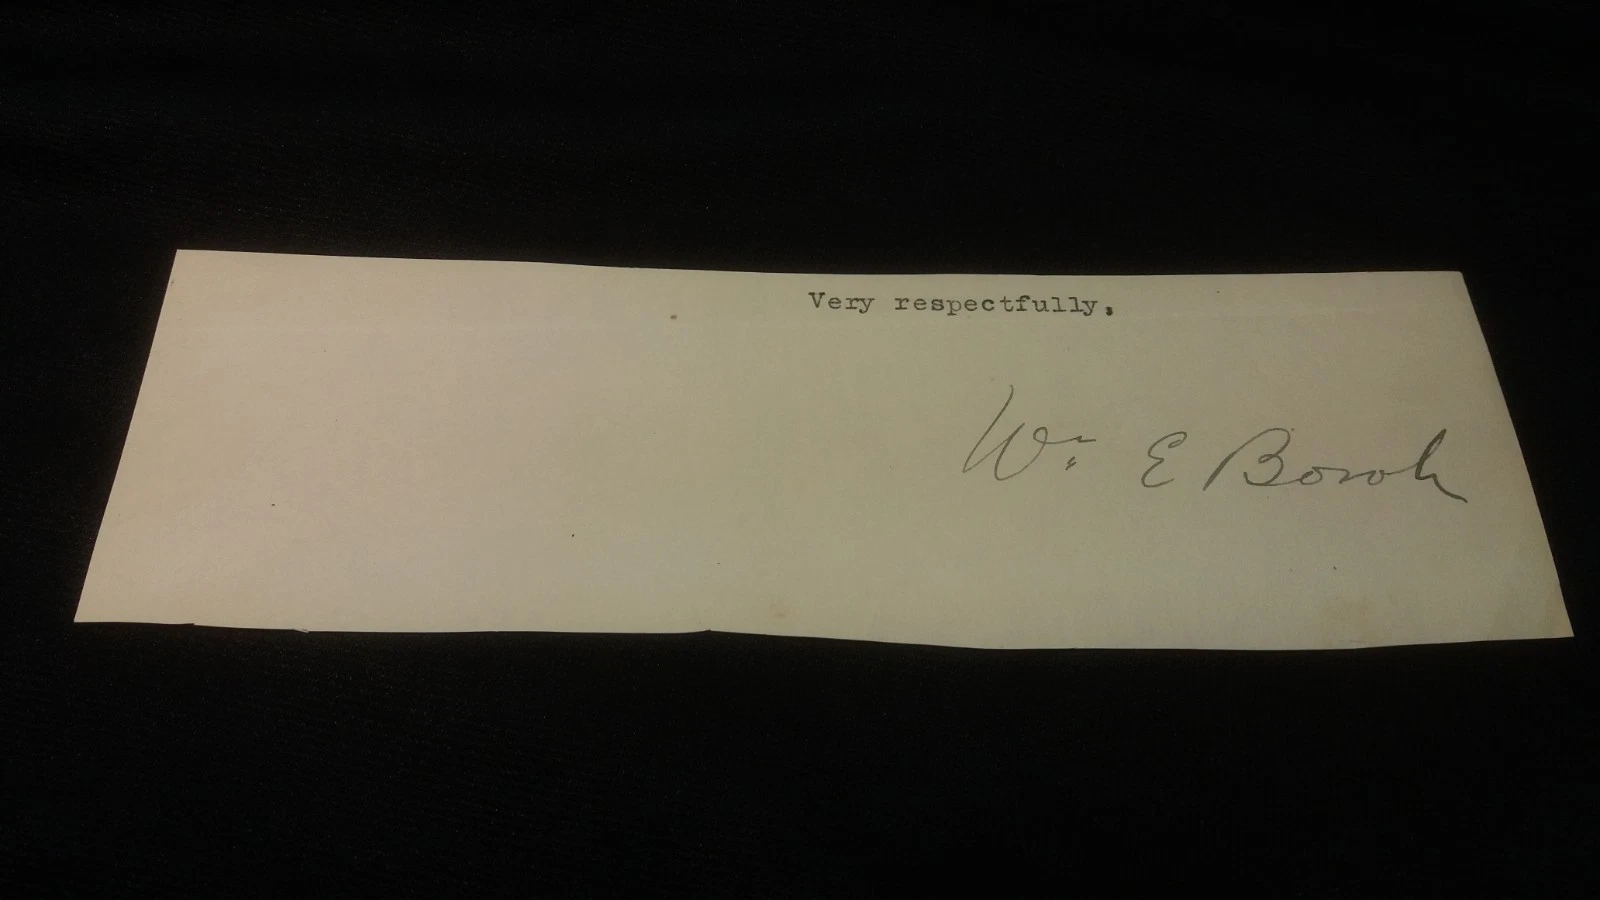 Very respectfully,
Wm E Borah